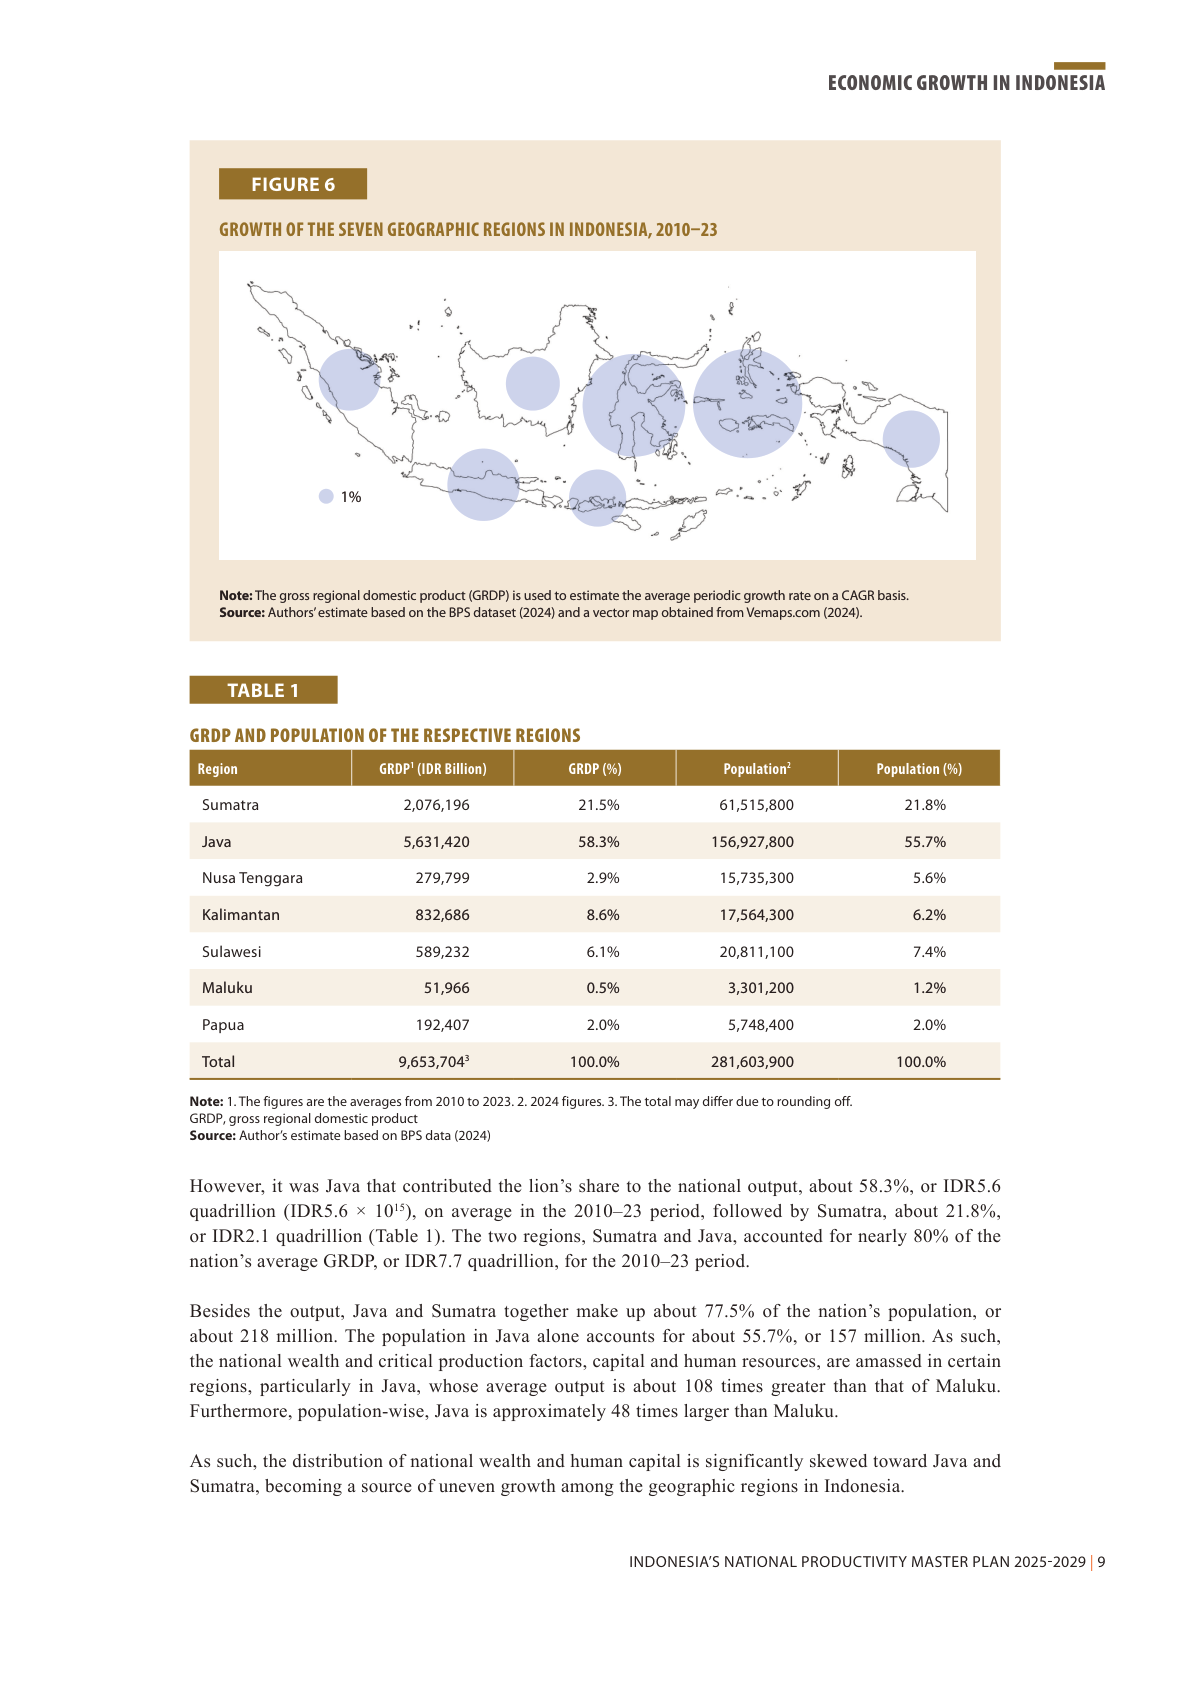 ECONOMIC GROWTH IN INDONESIA
FIGURE 6
GROWTH OF THE SEVEN GEOGRAPHIC REGIONS IN INDONESIA, 2010–23
1%
Note: The gross regional domestic product (GRDP) is used to estimate the average periodic growth rate on a CAGR basis.
Source: Authors’ estimate based on the BPS dataset (2024) and a vector map obtained from Vemaps.com (2024).
TABLE 1
GRDP AND POPULATION OF THE RESPECTIVE REGIONS
Region GRDP¹ (IDR Billion) GRDP (%) Population² Population (%)
Sumatra 2,076,196 21.5% 61,515,800 21.8%
Java 5,631,420 58.3% 156,927,800 55.7%
Nusa Tenggara 279,799 2.9% 15,735,300 5.6%
Kalimantan 832,686 8.6% 17,564,300 6.2%
Sulawesi 589,232 6.1% 20,811,100 7.4%
Maluku 51,966 0.5% 3,301,200 1.2%
Papua 192,407 2.0% 5,748,400 2.0%
Total 9,653,704³ 100.0% 281,603,900 100.0%
Note: 1. The figures are the averages from 2010 to 2023. 2. 2024 figures. 3. The total may differ due to rounding off.
GRDP, gross regional domestic product
Source: Author’s estimate based on BPS data (2024)
However, it was Java that contributed the lion’s share to the national output, about 58.3%, or IDR5.6
quadrillion (IDR5.6 × 10¹⁵), on average in the 2010–23 period, followed by Sumatra, about 21.8%,
or IDR2.1 quadrillion (Table 1). The two regions, Sumatra and Java, accounted for nearly 80% of the
nation’s average GRDP, or IDR7.7 quadrillion, for the 2010–23 period.
Besides the output, Java and Sumatra together make up about 77.5% of the nation’s population, or
about 218 million. The population in Java alone accounts for about 55.7%, or 157 million. As such,
the national wealth and critical production factors, capital and human resources, are amassed in certain
regions, particularly in Java, whose average output is about 108 times greater than that of Maluku.
Furthermore, population-wise, Java is approximately 48 times larger than Maluku.
As such, the distribution of national wealth and human capital is significantly skewed toward Java and
Sumatra, becoming a source of uneven growth among the geographic regions in Indonesia.
INDONESIA’S NATIONAL PRODUCTIVITY MASTER PLAN 2025-2029 | 9